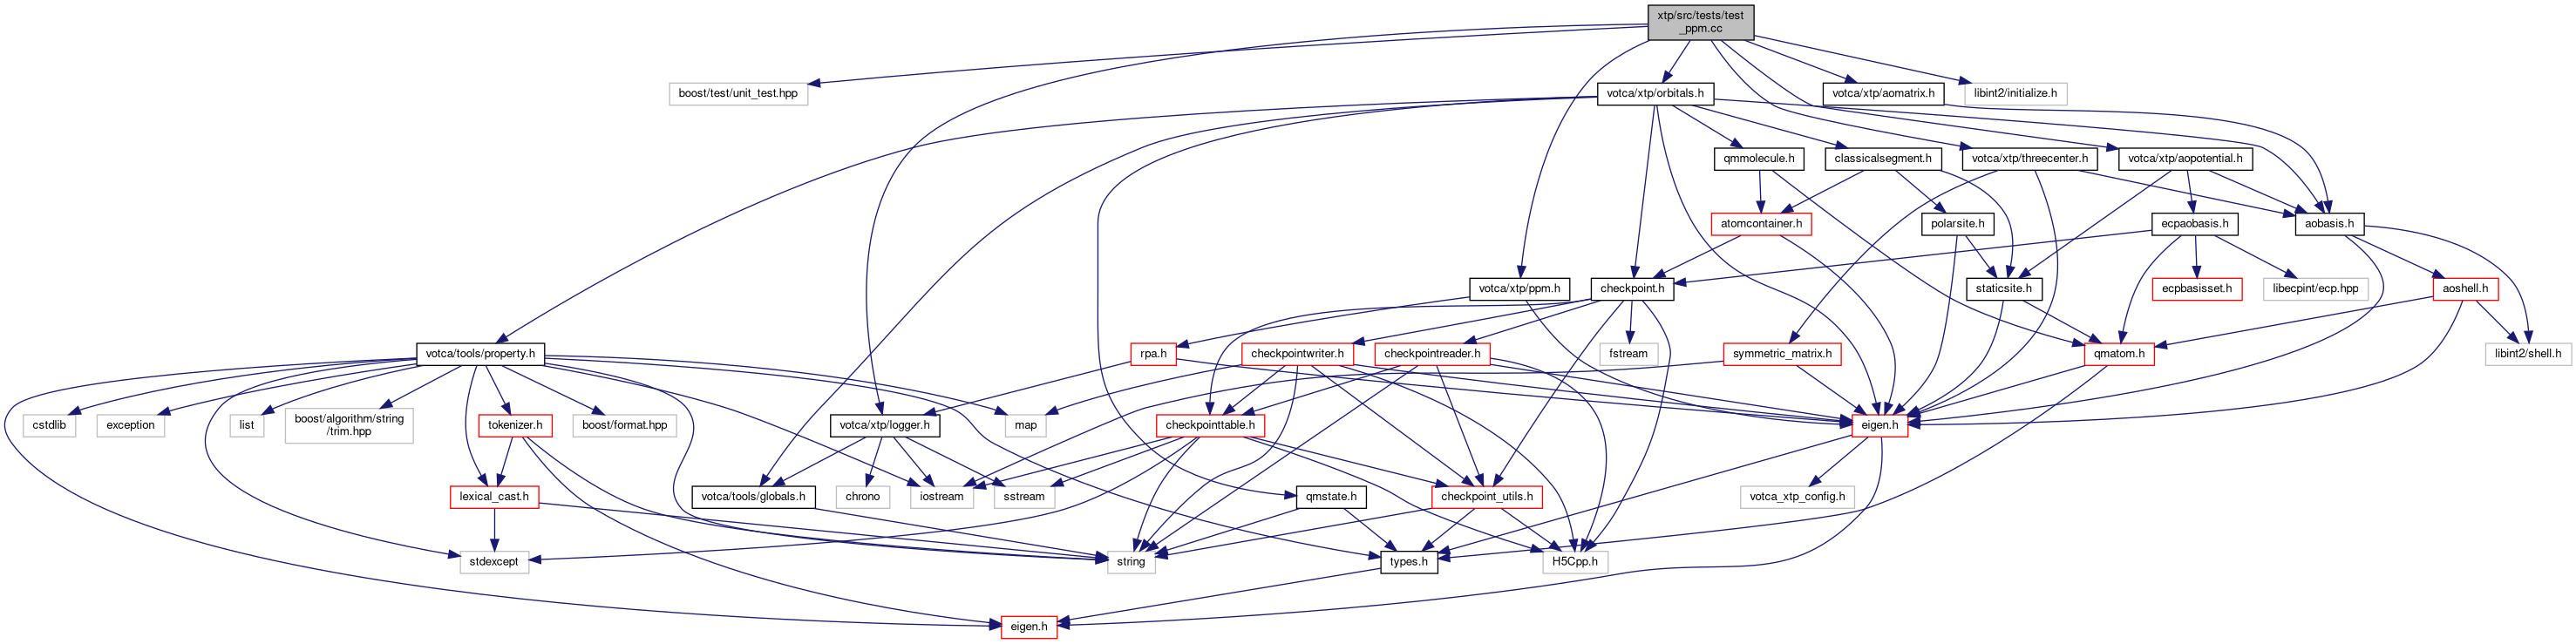 xtp/src/tests/test
_ppm.cc
boost/test/unit_test.hpp
votca/xtp/orbitals.h
votca/xtp/aomatrix.h
libint2/initialize.h
qmmolecule.h
classicalsegment.h
votca/xtp/threecenter.h
votca/xtp/aopotential.h
atomcontainer.h
polarsite.h
ecpaobasis.h
aobasis.h
votca/xtp/ppm.h
checkpoint.h
staticsite.h
ecpbasisset.h
libecpint/ecp.hpp
aoshell.h
votca/tools/property.h
rpa.h
checkpointwriter.h
checkpointreader.h
fstream
symmetric_matrix.h
qmatom.h
libint2/shell.h
cstdlib
exception
list
boost/algorithm/string
/trim.hpp
tokenizer.h
boost/format.hpp
votca/xtp/logger.h
map
checkpointtable.h
eigen.h
lexical_cast.h
votca/tools/globals.h
chrono
iostream
sstream
qmstate.h
checkpoint_utils.h
votca_xtp_config.h
stdexcept
string
types.h
H5Cpp.h
eigen.h